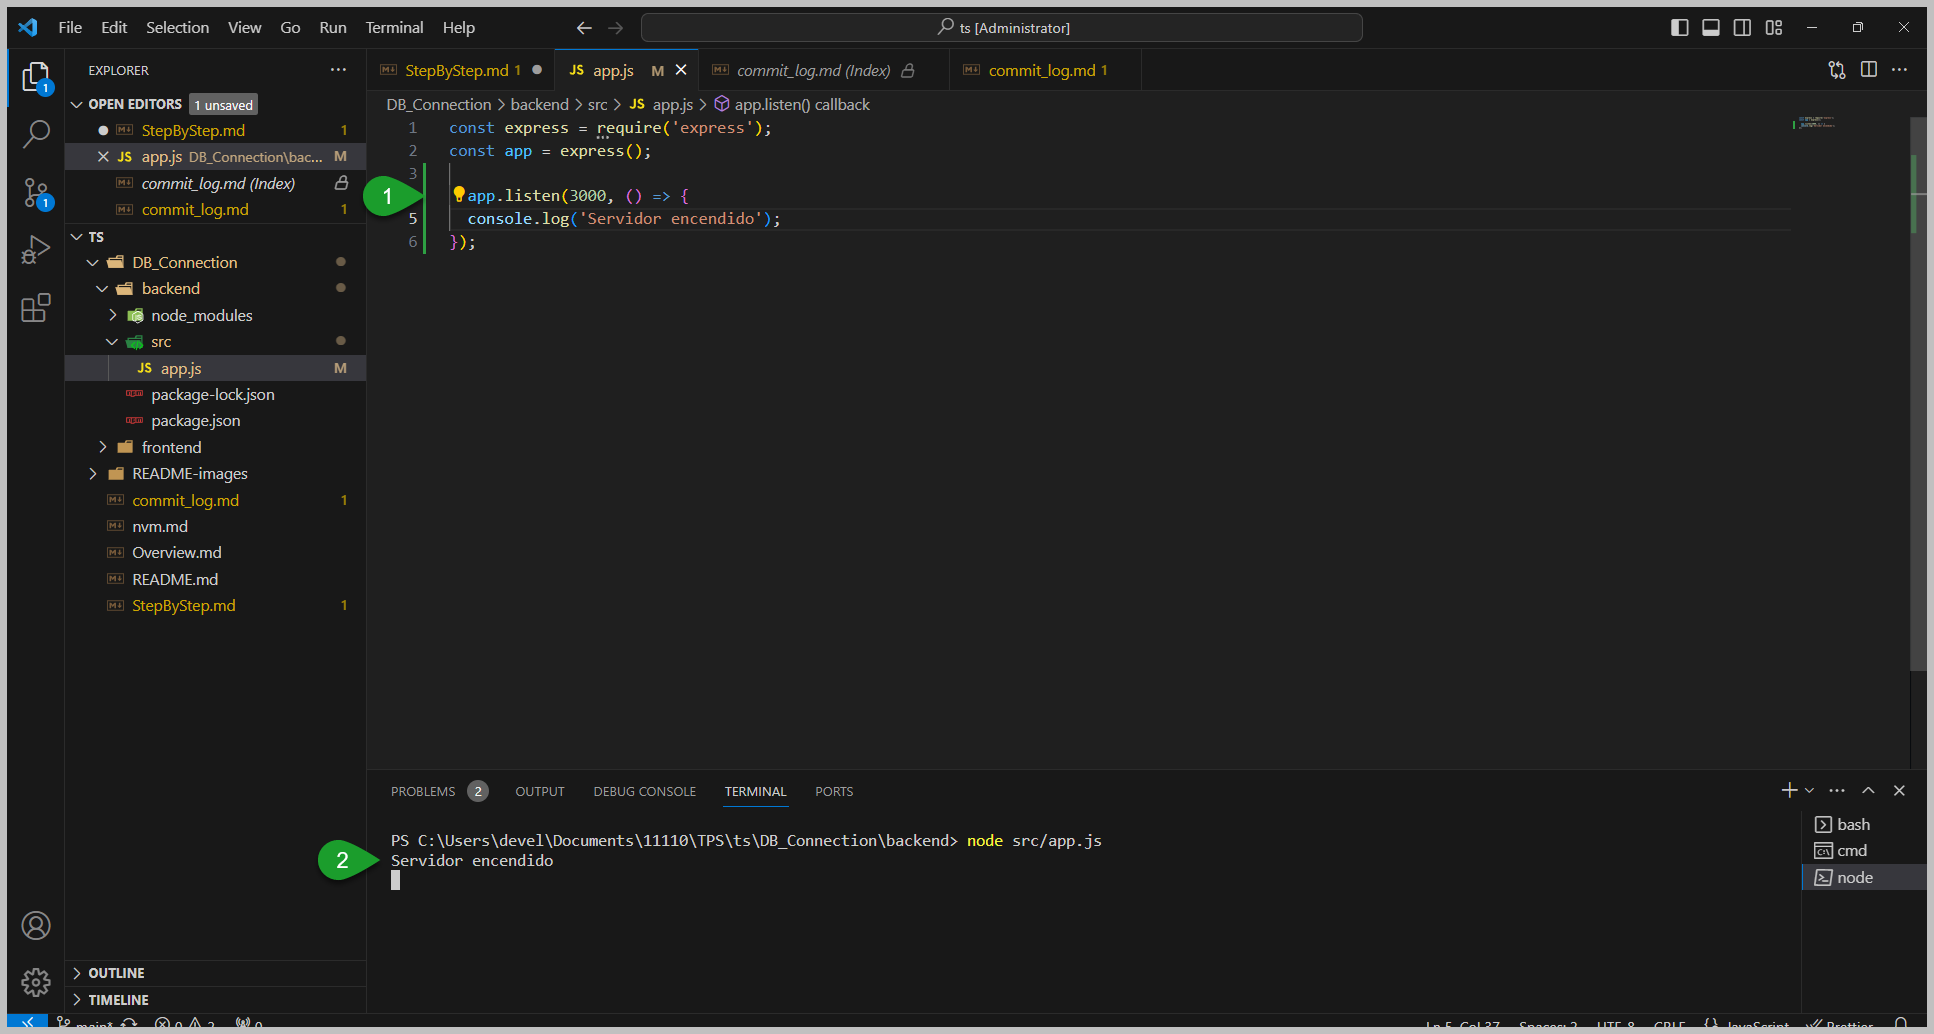 File Edit Selection View Go Run Terminal Help
ts [Administrator]
EXPLORER
OPEN EDITORS 1 unsaved
StepByStep.md 1
JS app.js DB_Connection\bac... M
commit_log.md (Index)
commit_log.md 1
TS
DB_Connection
backend
node_modules
src
JS app.js M
package-lock.json
package.json
frontend
README-images
commit_log.md 1
nvm.md
Overview.md
README.md
StepByStep.md 1
OUTLINE
TIMELINE
StepByStep.md 1
JS app.js M
commit_log.md (Index)
commit_log.md 1
DB_Connection > backend > src > JS app.js > app.listen() callback
1 const express = require('express');
2 const app = express();
3
app.listen(3000, () => {
5 console.log('Servidor encendido');
6 });
1
PROBLEMS 2 OUTPUT DEBUG CONSOLE TERMINAL PORTS
PS C:\Users\devel\Documents\11110\TPS\ts\DB_Connection\backend> node src/app.js
2
Servidor encendido
bash
cmd
node
1
1
main* 0 2 0
Ln 5, Col 37 Spaces: 2 UTF-8 CRLF {} JavaScript Prettier